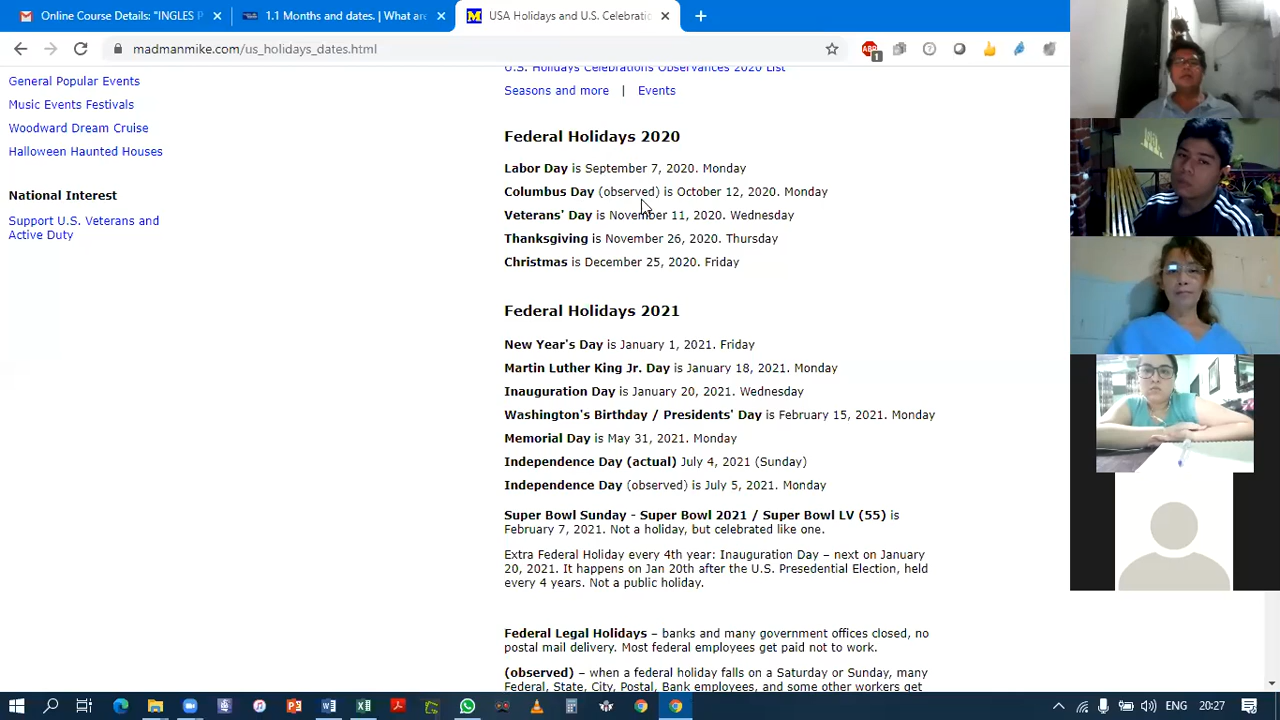 Online Course Details: "INGLES P
1.1 Months and dates. | What are
USA Holidays and U.S. Celebratio
madmanmike.com/us_holidays_dates.html
ABP
1
General Popular Events
Music Events Festivals
Woodward Dream Cruise
Halloween Haunted Houses
National Interest
Support U.S. Veterans and
Active Duty
U.S. Holidays Celebrations Observances 2020 List
Seasons and more | Events
Federal Holidays 2020
Labor Day is September 7, 2020. Monday
Columbus Day (observed) is October 12, 2020. Monday
Veterans' Day is November 11, 2020. Wednesday
Thanksgiving is November 26, 2020. Thursday
Christmas is December 25, 2020. Friday
Federal Holidays 2021
New Year's Day is January 1, 2021. Friday
Martin Luther King Jr. Day is January 18, 2021. Monday
Inauguration Day is January 20, 2021. Wednesday
Washington's Birthday / Presidents' Day is February 15, 2021. Monday
Memorial Day is May 31, 2021. Monday
Independence Day (actual) July 4, 2021 (Sunday)
Independence Day (observed) is July 5, 2021. Monday
Super Bowl Sunday - Super Bowl 2021 / Super Bowl LV (55) is
February 7, 2021. Not a holiday, but celebrated like one.
Extra Federal Holiday every 4th year: Inauguration Day – next on January
20, 2021. It happens on Jan 20th after the U.S. Presedential Election, held
every 4 years. Not a public holiday.
Federal Legal Holidays – banks and many government offices closed, no
postal mail delivery. Most federal employees get paid not to work.
(observed) – when a federal holiday falls on a Saturday or Sunday, many
Federal, State, City, Postal, Bank employees, and some other workers get
ENG
20:27